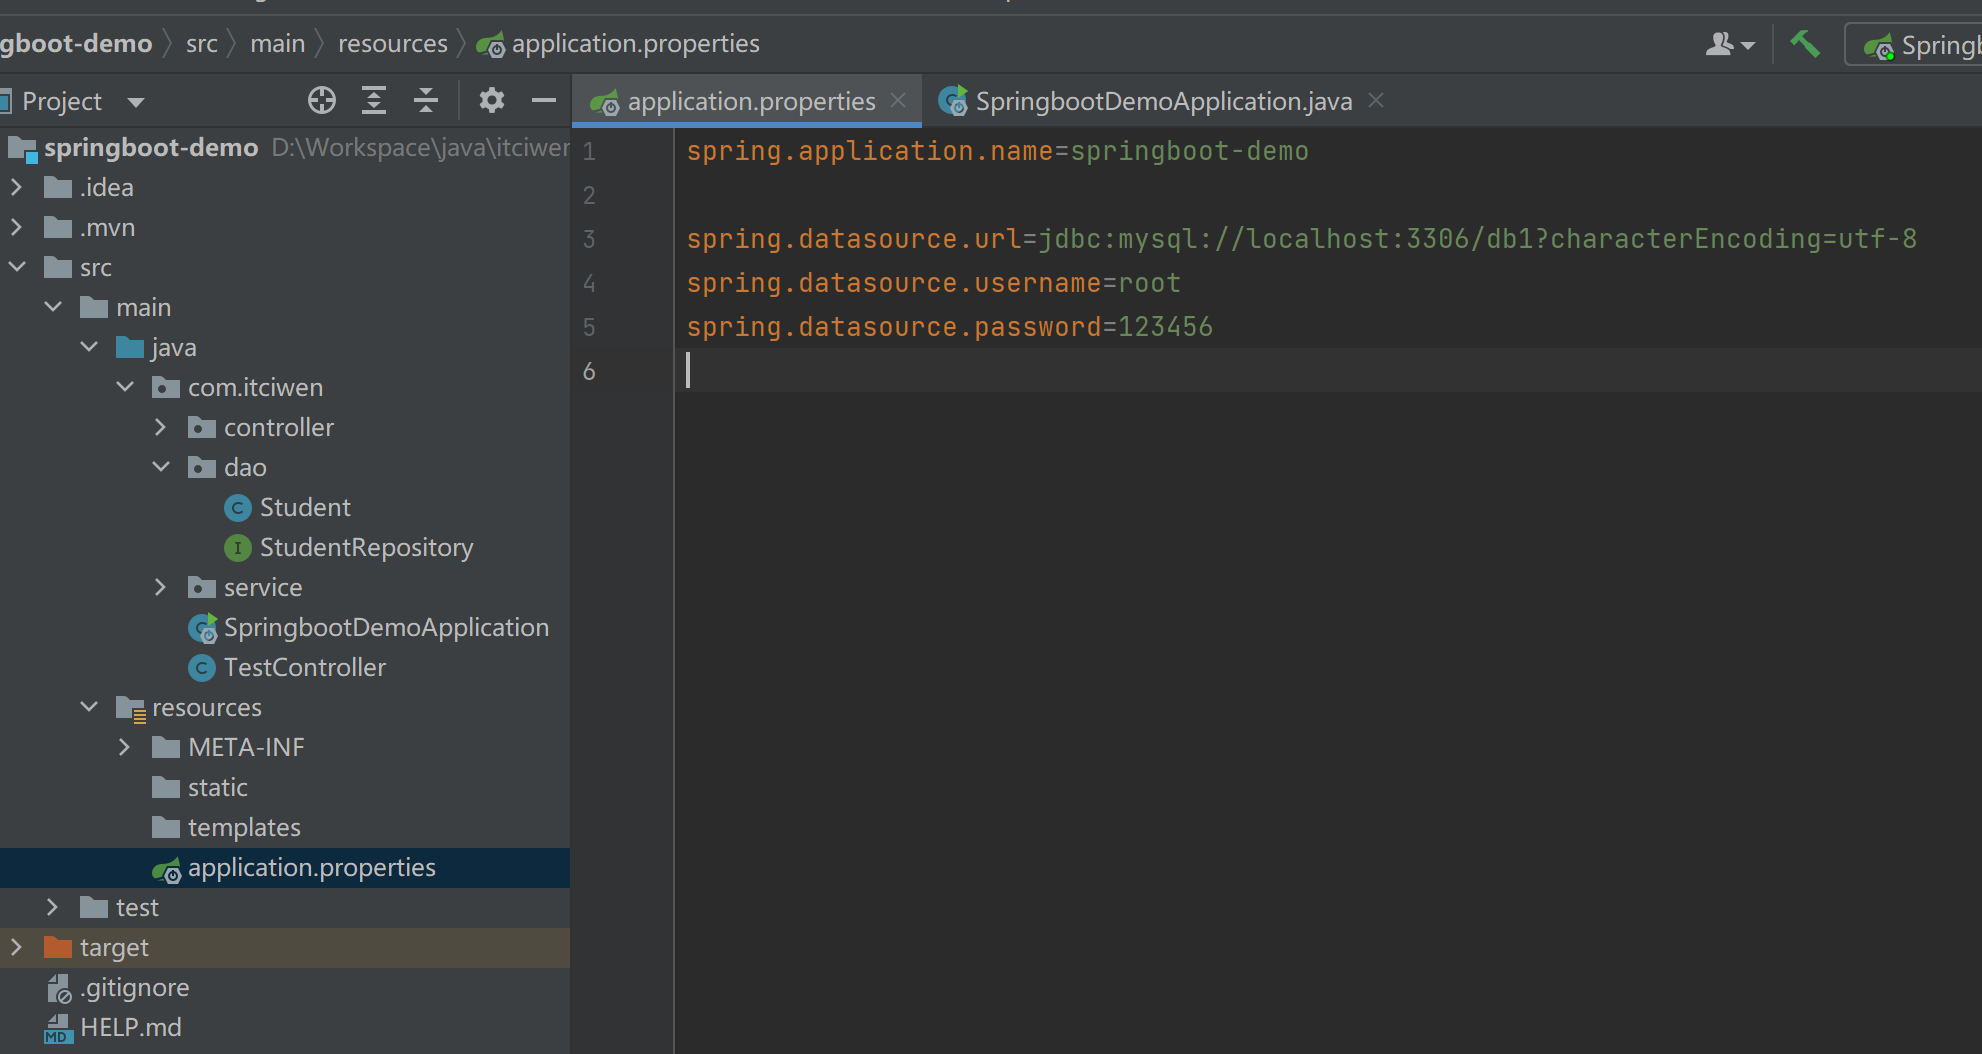 gboot-demo src main resources application.properties
Springb
Project
application.properties SpringbootDemoApplication.java
springboot-demo D:\Workspace\java\itciwen
.idea
.mvn
src
main
java
com.itciwen
controller
dao
Student
StudentRepository
service
SpringbootDemoApplication
TestController
resources
META-INF
static
templates
application.properties
test
target
.gitignore
HELP.md
1 spring.application.name=springboot-demo
2
3 spring.datasource.url=jdbc:mysql://localhost:3306/db1?characterEncoding=utf-8
4 spring.datasource.username=root
5 spring.datasource.password=123456
6